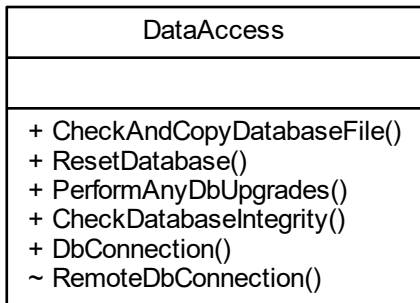 DataAccess
+ CheckAndCopyDatabaseFile()
+ ResetDatabase()
+ PerformAnyDbUpgrades()
+ CheckDatabaseIntegrity()
+ DbConnection()
~ RemoteDbConnection()